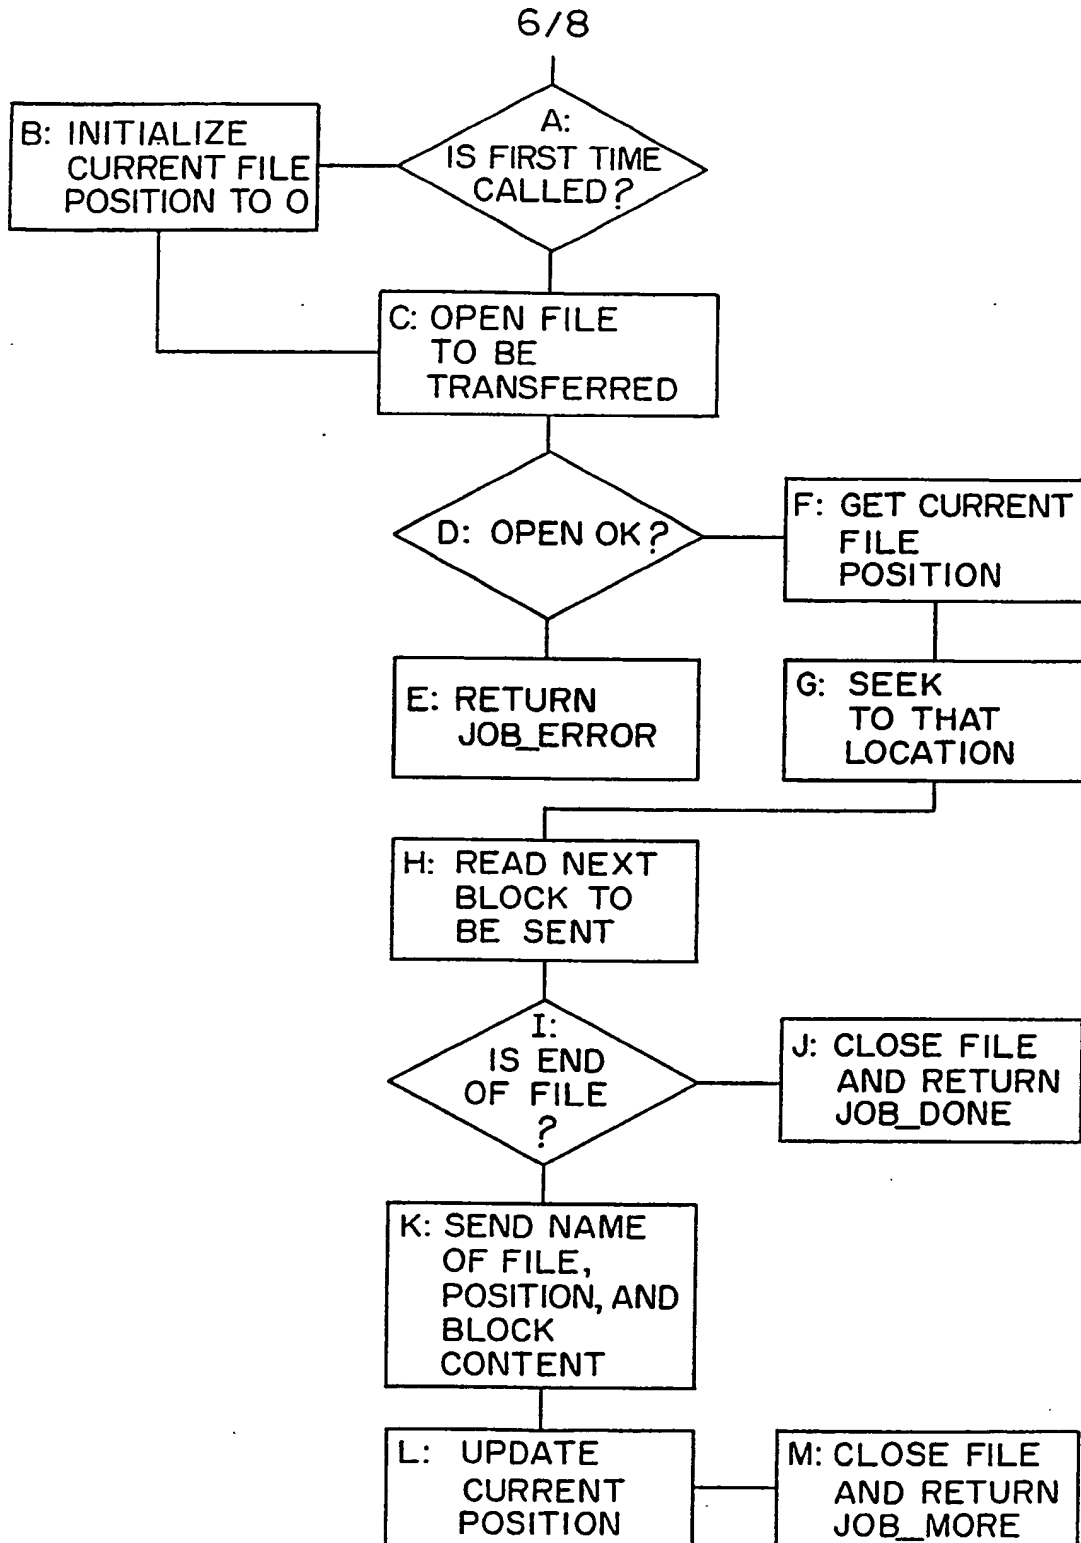 6/8
A:
IS FIRST TIME
CALLED?
B: INITIALIZE
CURRENT FILE
POSITION TO 0
C: OPEN FILE
TO BE
TRANSFERRED
D: OPEN OK?
F: GET CURRENT
FILE
POSITION
E: RETURN
JOB_ERROR
G: SEEK
TO THAT
LOCATION
H: READ NEXT
BLOCK TO
BE SENT
I:
IS END
OF FILE
?
J: CLOSE FILE
AND RETURN
JOB_DONE
K: SEND NAME
OF FILE,
POSITION, AND
BLOCK
CONTENT
L: UPDATE
CURRENT
POSITION
M: CLOSE FILE
AND RETURN
JOB_MORE